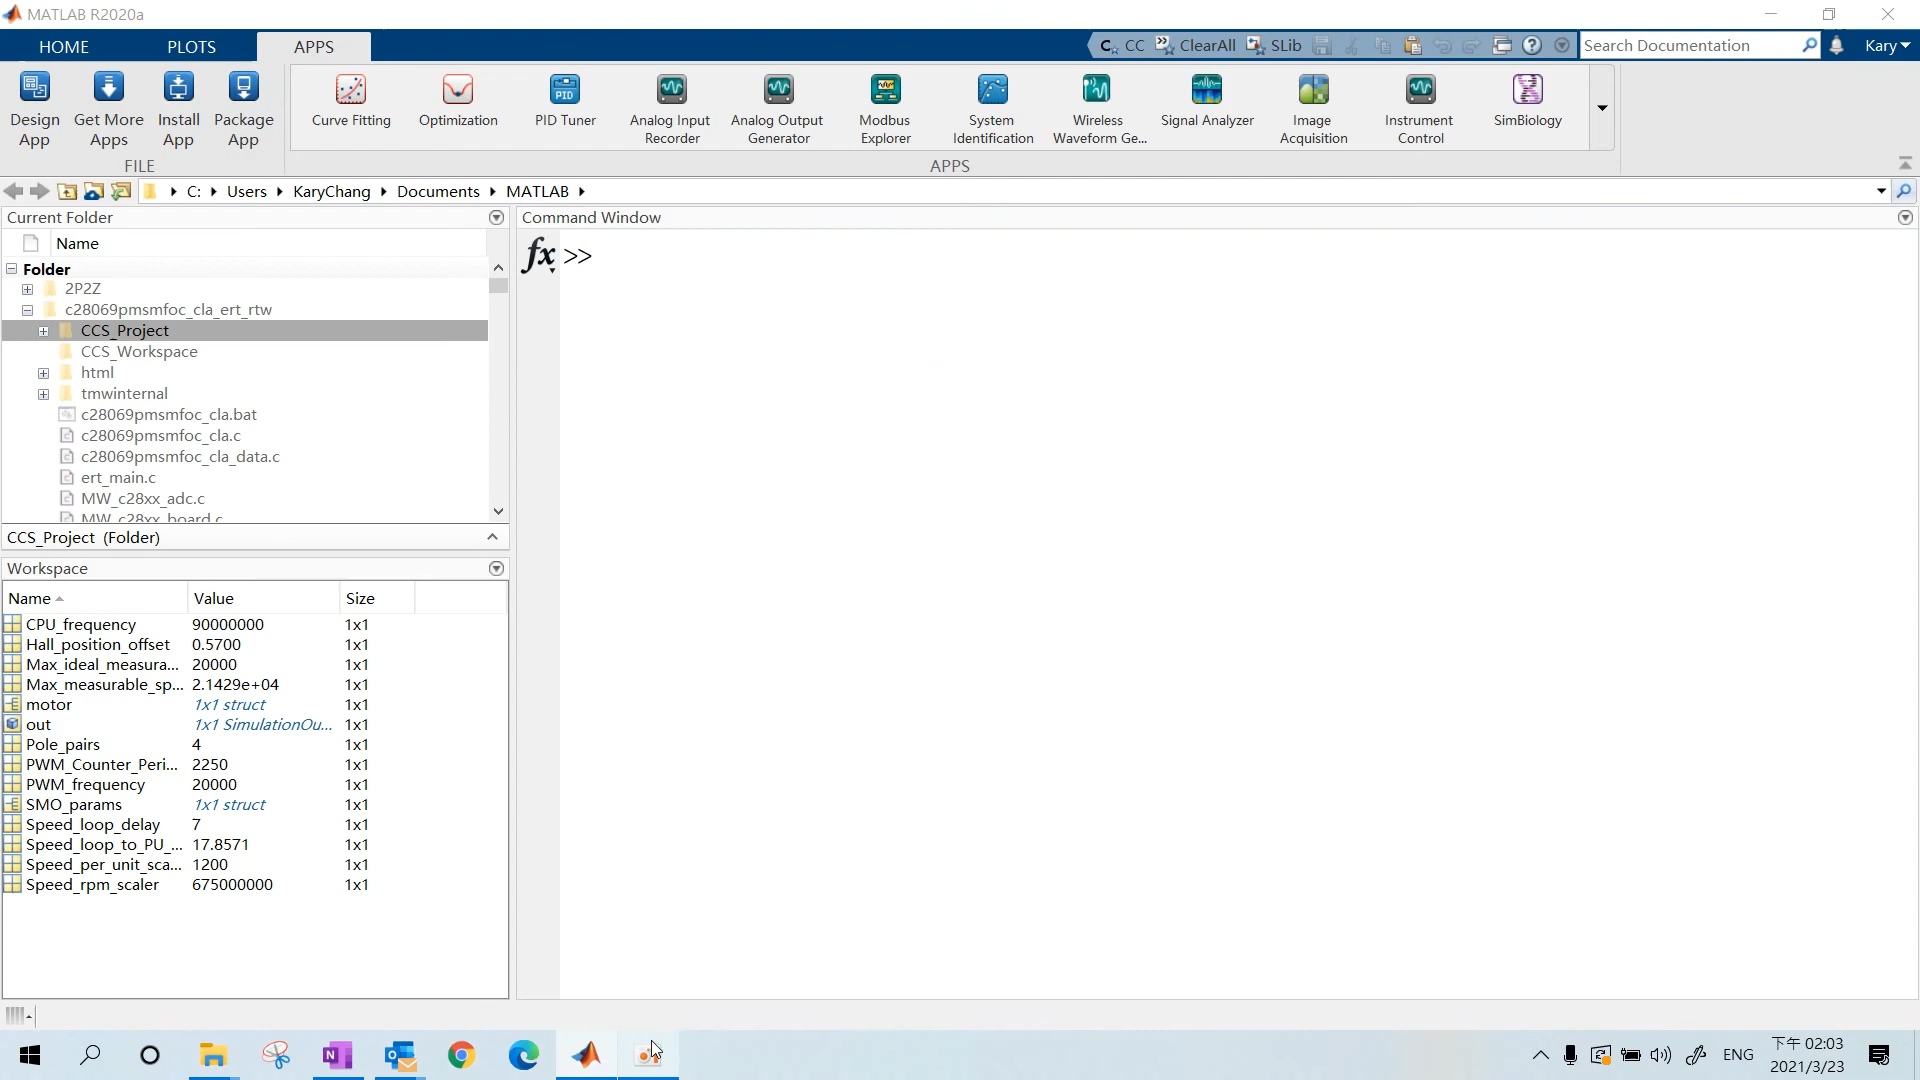 MATLAB R2020a
HOME PLOTS APPS
CC ClearAll SLib Search Documentation Kary
Design App
Get More Apps
Install App
Package App
Curve Fitting
Optimization
PID
PID Tuner
Analog Input Recorder
Analog Output Generator
Modbus Explorer
System Identification
Wireless Waveform Ge...
Signal Analyzer
Image Acquisition
Instrument Control
SimBiology
FILE APPS
C: Users KaryChang Documents MATLAB
Current Folder
Name
Folder
2P2Z
c28069pmsmfoc_cla_ert_rtw
CCS_Project
CCS_Workspace
html
tmwinternal
c28069pmsmfoc_cla.bat
c28069pmsmfoc_cla.c
c28069pmsmfoc_cla_data.c
ert_main.c
MW_c28xx_adc.c
MW_c28xx_board.c
CCS_Project (Folder)
Command Window
fx >>
Workspace
Name Value Size
CPU_frequency 90000000 1x1
Hall_position_offset 0.5700 1x1
Max_ideal_measura... 20000 1x1
Max_measurable_sp... 2.1429e+04 1x1
motor 1x1 struct 1x1
out 1x1 SimulationOu... 1x1
Pole_pairs 4 1x1
PWM_Counter_Peri... 2250 1x1
PWM_frequency 20000 1x1
SMO_params 1x1 struct 1x1
Speed_loop_delay 7 1x1
Speed_loop_to_PU_... 17.8571 1x1
Speed_per_unit_sca... 1200 1x1
Speed_rpm_scaler 675000000 1x1
ENG
下午 02:03
2021/3/23